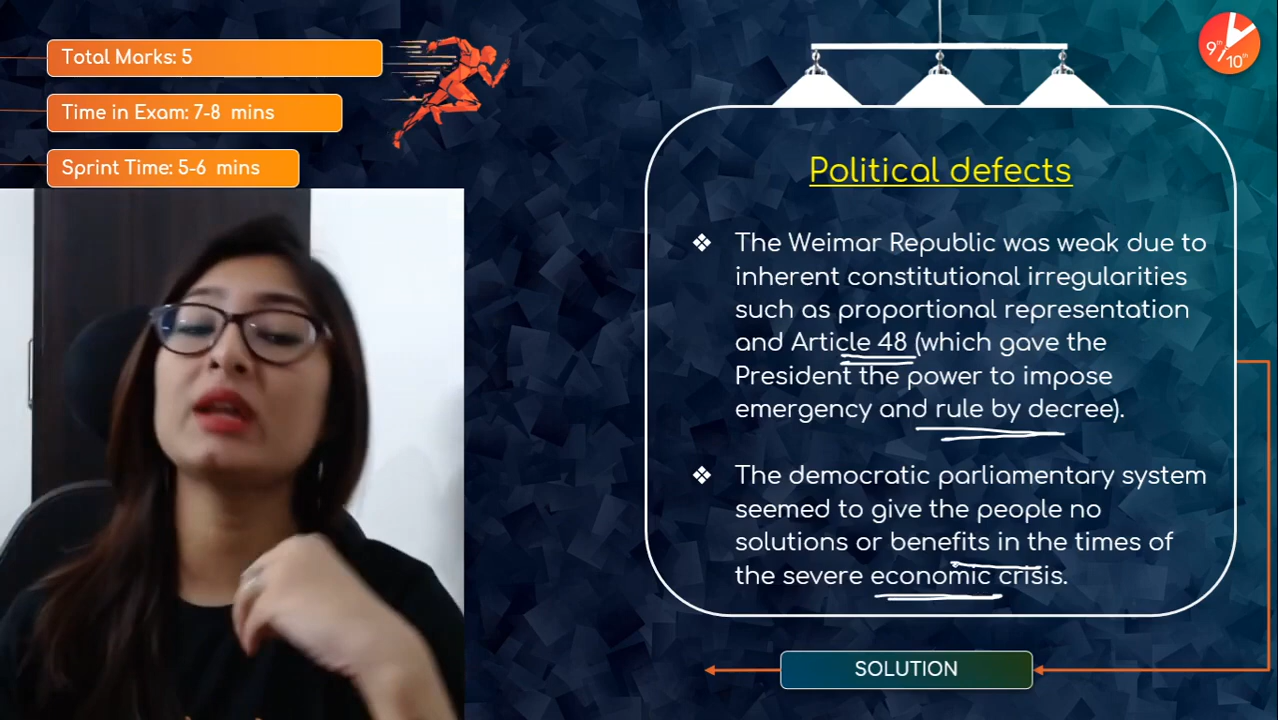 Total Marks: 5
Time in Exam: 7-8 mins
Sprint Time: 5-6 mins
9th
10th
Political defects
❖ The Weimar Republic was weak due to
inherent constitutional irregularities
such as proportional representation
and Article 48 (which gave the
President the power to impose
emergency and rule by decree).
❖ The democratic parliamentary system
seemed to give the people no
solutions or benefits in the times of
the severe economic crisis.
SOLUTION